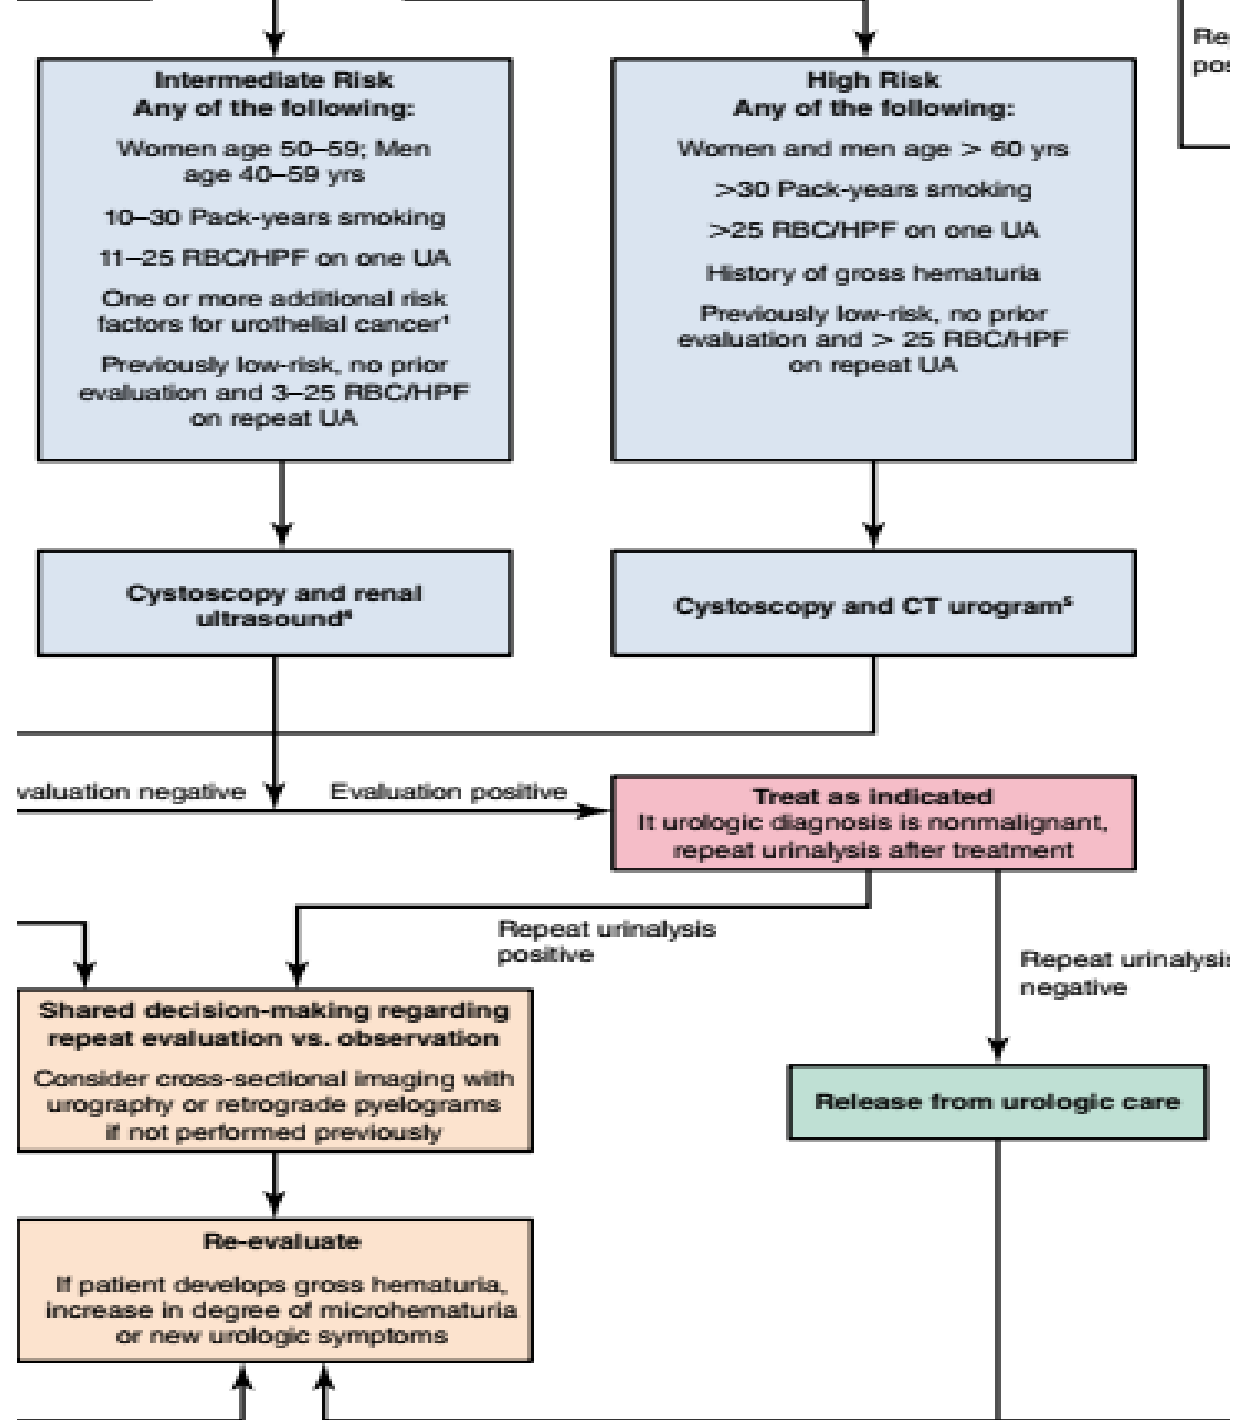 Re
pos
Intermediate Risk
Any of the following:
Women age 50–59; Men
age 40–59 yrs
10–30 Pack-years smoking
11–25 RBC/HPF on one UA
One or more additional risk
factors for urothelial cancer¹
Previously low-risk, no prior
evaluation and 3–25 RBC/HPF
on repeat UA
High Risk
Any of the following:
Women and men age > 60 yrs
>30 Pack-years smoking
>25 RBC/HPF on one UA
History of gross hematuria
Previously low-risk, no prior
evaluation and > 25 RBC/HPF
on repeat UA
Cystoscopy and renal
ultrasound⁴
Cystoscopy and CT urogram⁵
valuation negative
Evaluation positive
Treat as indicated
It urologic diagnosis is nonmalignant,
repeat urinalysis after treatment
Repeat urinalysis
positive
Repeat urinalysis
negative
Shared decision-making regarding
repeat evaluation vs. observation
Consider cross-sectional imaging with
urography or retrograde pyelograms
if not performed previously
Release from urologic care
Re-evaluate
If patient develops gross hematuria,
increase in degree of microhematuria
or new urologic symptoms